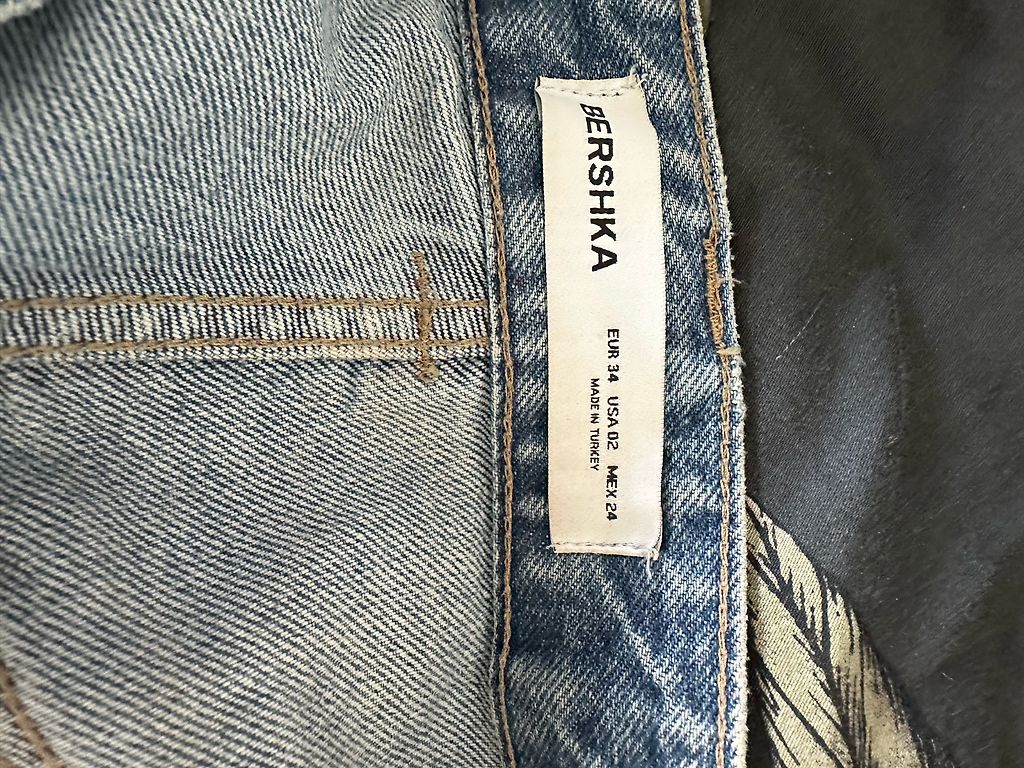 BERSHKA
EUR 34 USA 02 MEX 24
MADE IN TURKEY